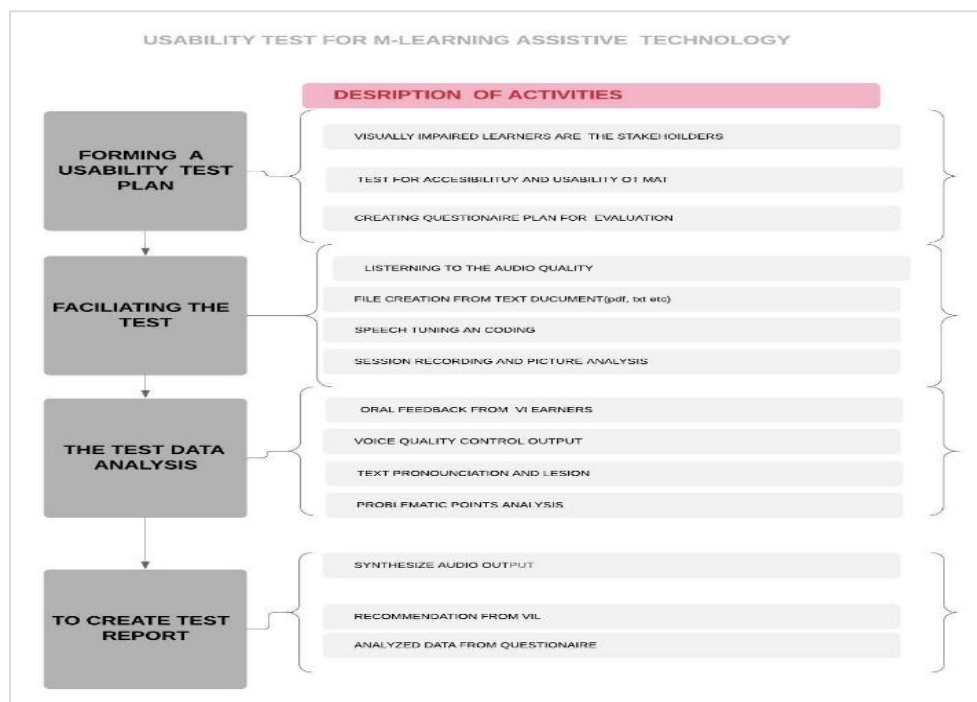 USABILITY TEST FOR M-LEARNING ASSISTIVE TECHNOLOGY
DESRIPTION OF ACTIVITIES
FORMING A
USABILITY TEST
PLAN
VISUALLY IMPAIRED LEARNERS ARE THE STAKEHOILDERS
TEST FOR ACCESIBILITUY AND USABILITY OT MAT
CREATING QUESTIONAIRE PLAN FOR EVALUATION
FACILIATING THE
TEST
LISTERNING TO THE AUDIO QUALITY
FILE CREATION FROM TEXT DUCUMENT(pdf, txt etc)
SPEECH TUNING AN CODING
SESSION RECORDING AND PICTURE ANALYSIS
THE TEST DATA
ANALYSIS
ORAL FEEDBACK FROM VI EARNERS
VOICE QUALITY CONTROL OUTPUT
TEXT PRONOUNCIATION AND LESION
PROBLEMATIC POINTS ANALYSIS
TO CREATE TEST
REPORT
SYNTHESIZE AUDIO OUTPUT
RECOMMENDATION FROM VIL
ANALYZED DATA FROM QUESTIONAIRE